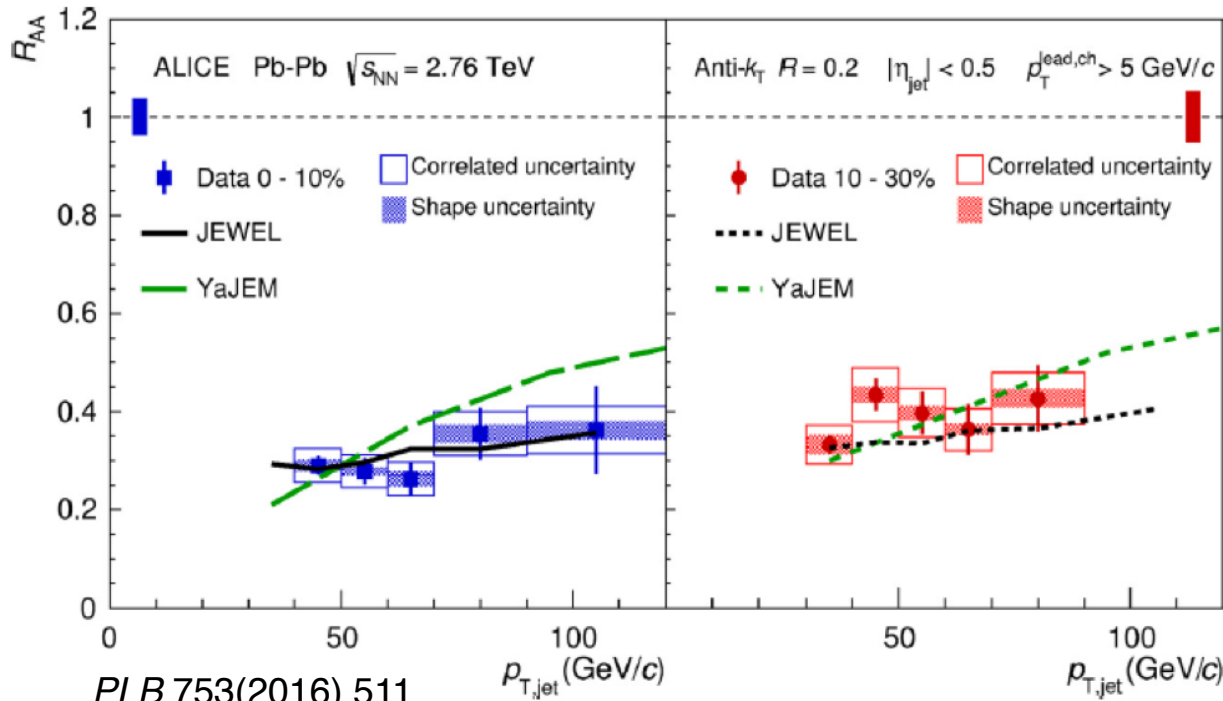 R_AA
1.2
1
0.8
0.6
0.4
0.2
0
ALICE Pb-Pb √s_NN = 2.76 TeV
Data 0 - 10%
Correlated uncertainty
Shape uncertainty
JEWEL
YaJEM
0
50
100
p_T,jet (GeV/c)
Anti-k_T R = 0.2 |η_jet| < 0.5 p_T^lead,ch > 5 GeV/c
Data 10 - 30%
Correlated uncertainty
Shape uncertainty
JEWEL
YaJEM
50
100
p_T,jet (GeV/c)
PLB 753(2016) 511